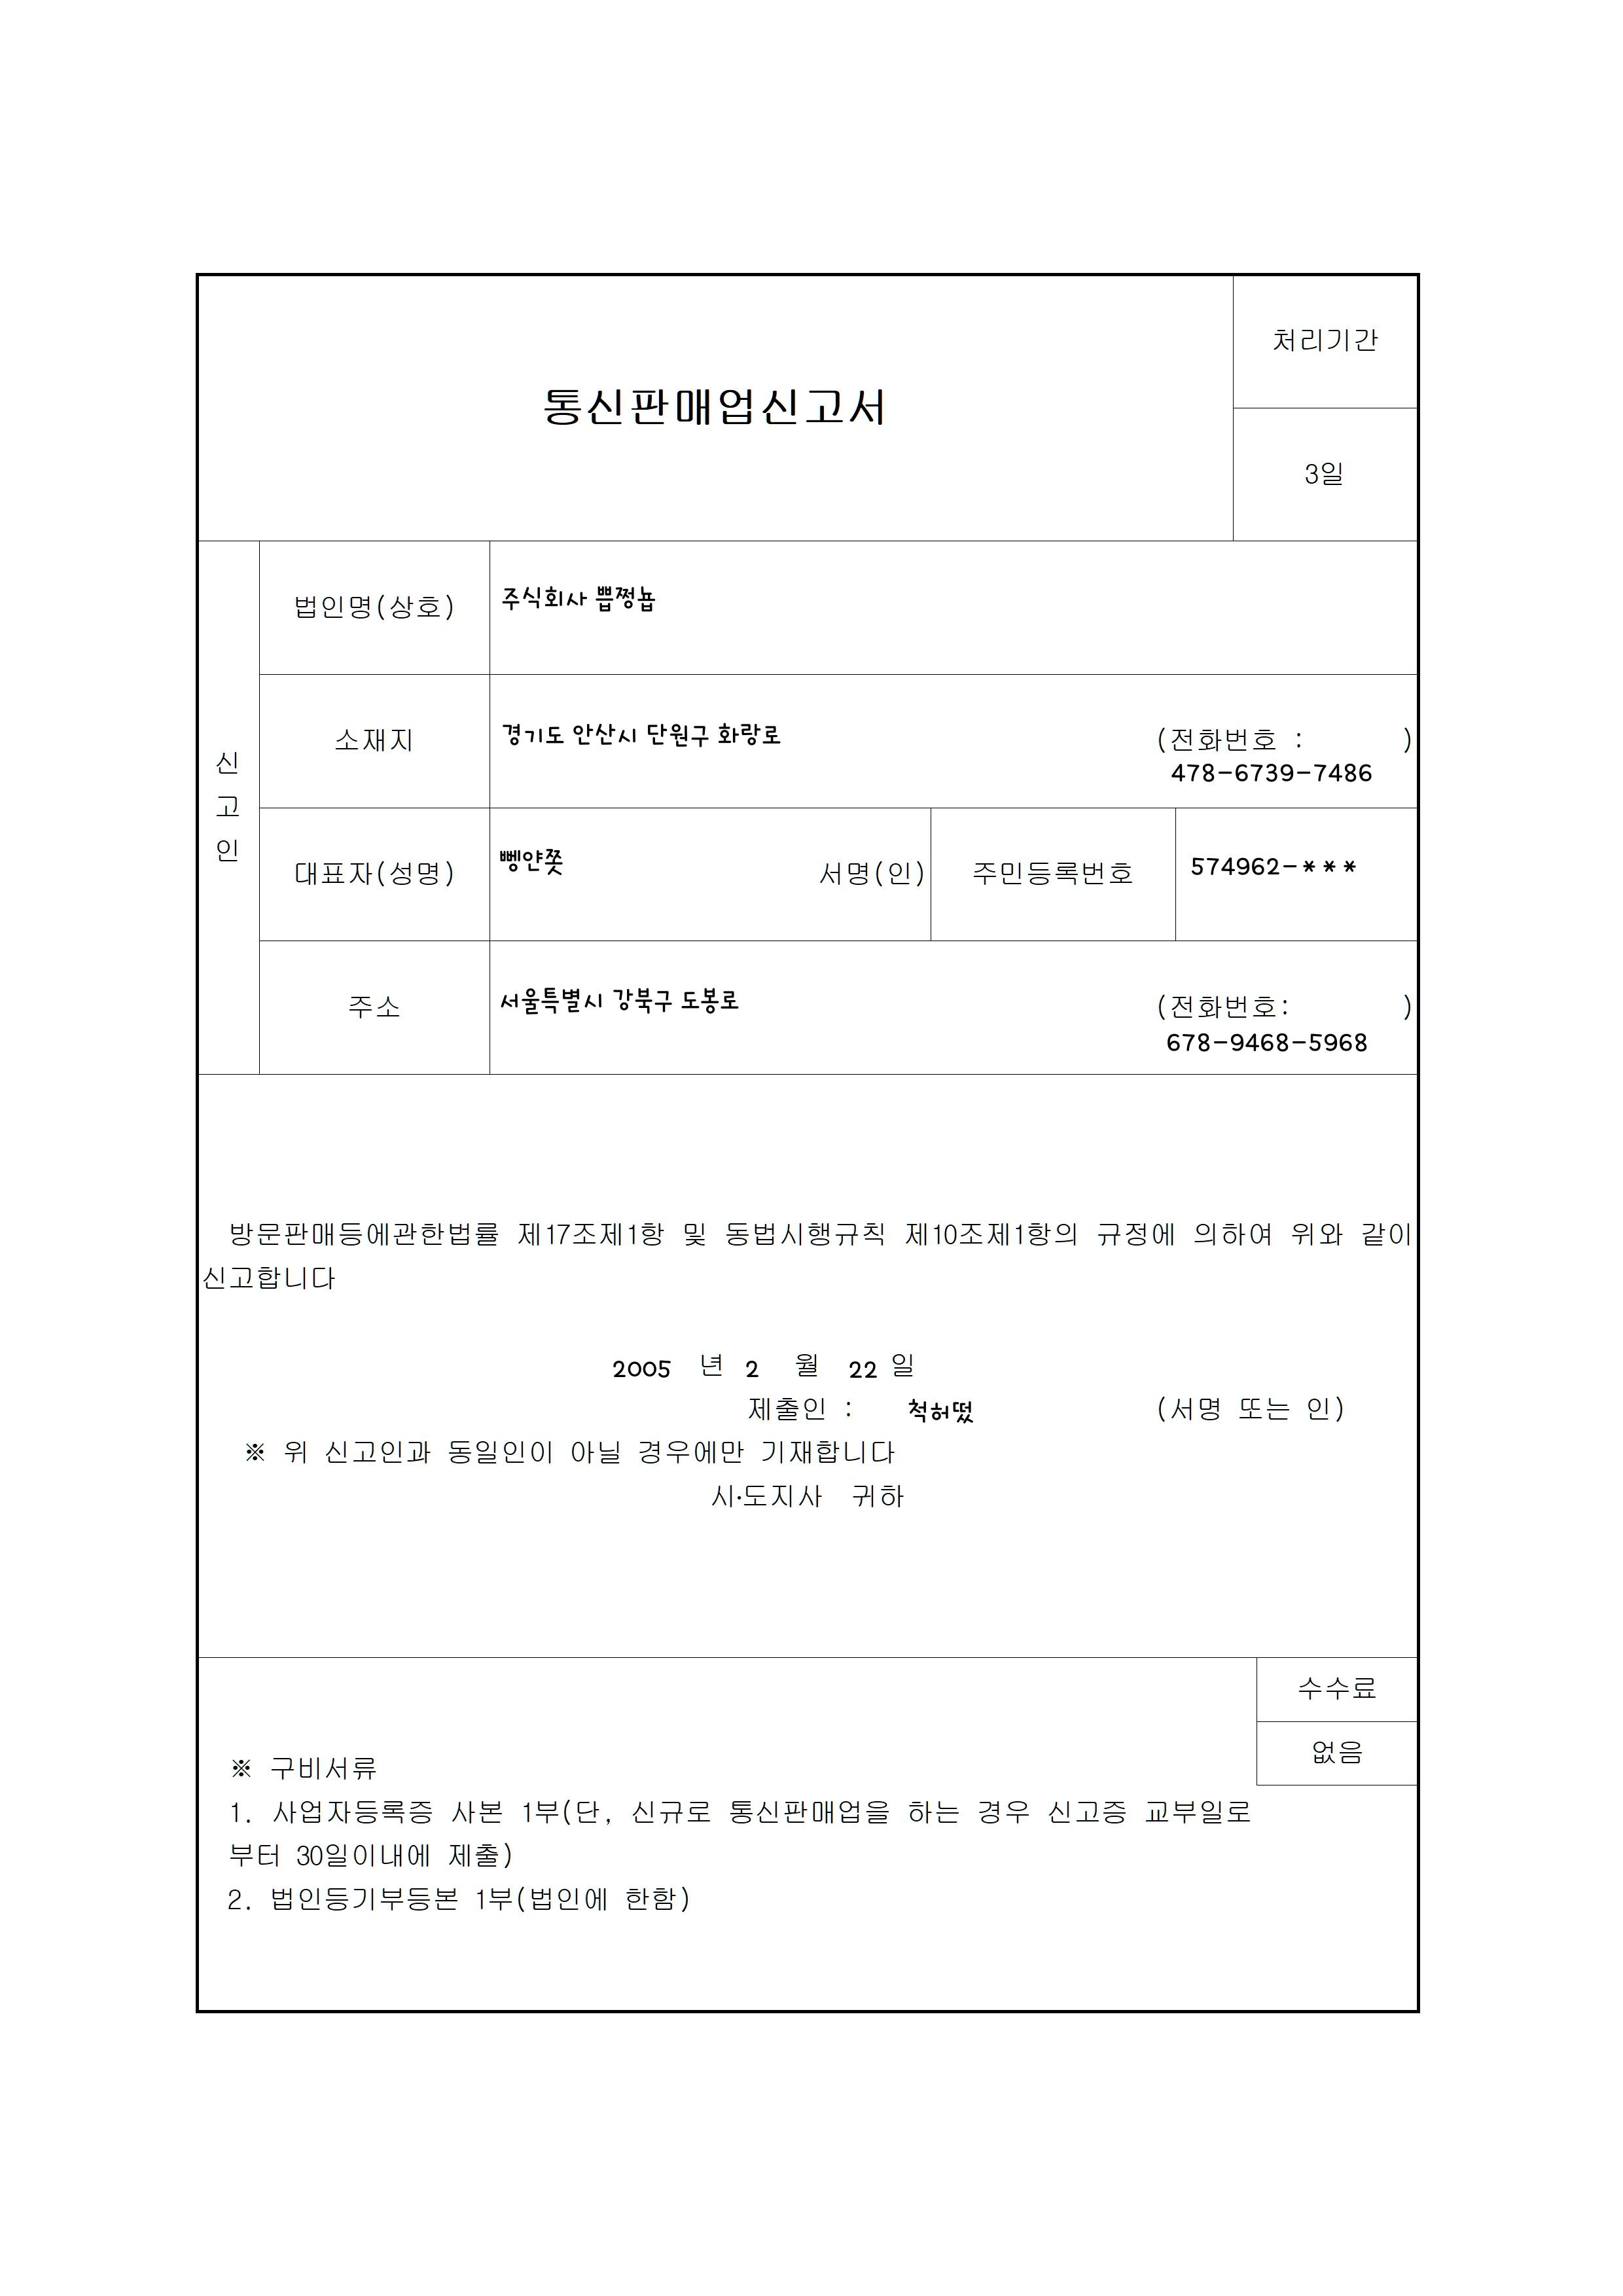 통신판매업신고서
처리기간
3일
신고인
법인명(상호) 주식회사 쁩쩡뇹
소재지 경기도 안산시 단원구 화랑로 (전화번호 : )
478-6739-7486
대표자(성명) 뼁얀쫒 서명(인) 주민등록번호 574962-***
주소 서울특별시 강북구 도봉로 (전화번호: )
678-9468-5968
방문판매등에관한법률 제17조제1항 및 동법시행규칙 제10조제1항의 규정에 의하여 위와 같이
신고합니다
2005 년 2 월 22 일
제출인 : 척허떴 (서명 또는 인)
※ 위 신고인과 동일인이 아닐 경우에만 기재합니다
시·도지사 귀하
수수료
없음
※ 구비서류
1. 사업자등록증 사본 1부(단, 신규로 통신판매업을 하는 경우 신고증 교부일로
부터 30일이내에 제출)
2. 법인등기부등본 1부(법인에 한함)